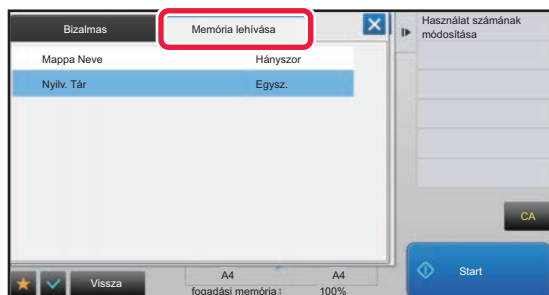 Bizalmas
Memória lehívása
Mappa Neve Hányszor
Nyilv. Tár Egysz.
Használat számának
módosítása
CA
Vissza
A4 A4
fogadási memória: 100%
Start